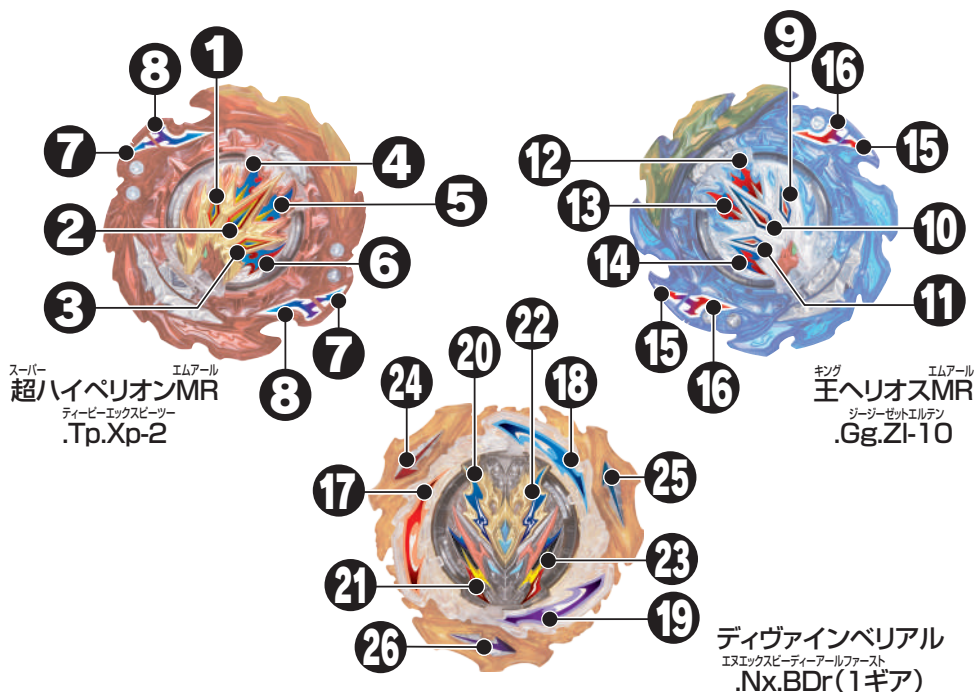 8 1 9 16
7 4 12 15
5 13
2 10
6 14
3 11
22
20 18 15 16
24 8 7
スーパー エムアール
超ハイペリオンMR
ティーピーエックスピーツー
.Tp.Xp-2
キング エムアール
王ヘリオスMR
ジージーゼットエルテン
.Gg.Zl-10
17 25
21 23
26 19
ディヴァインベリアル
エヌエックスビーディーアールファースト
.Nx.BDr(1ギア)